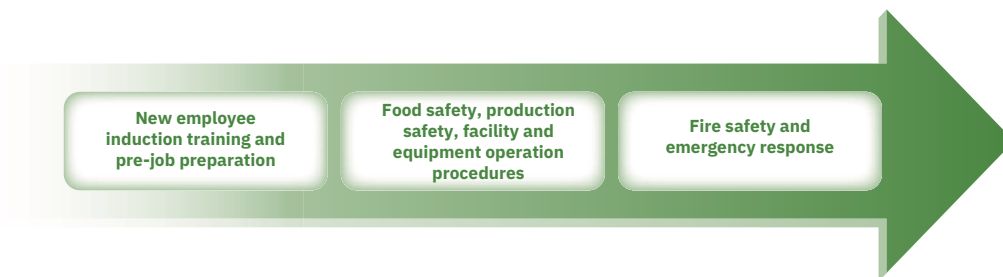 New employee
induction training and
pre-job preparation
Food safety, production
safety, facility and
equipment operation
procedures
Fire safety and
emergency response